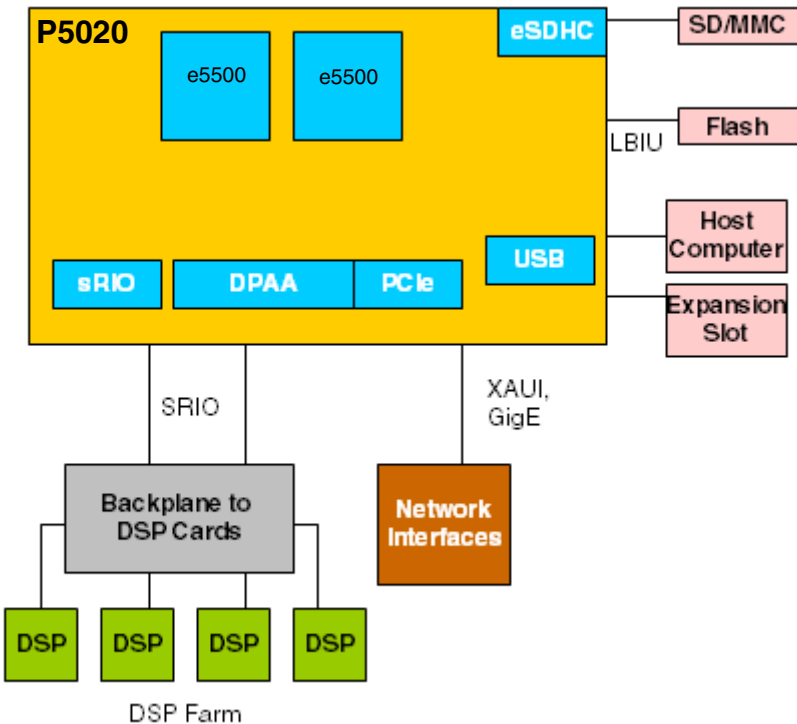 P5020
eSDHC
SD/MMC
e5500
e5500
LBIU
Flash
Host
Computer
USB
sRIO
DPAA
PCIe
Expansion
Slot
SRIO
XAUI,
GigE
Backplane to
DSP Cards
Network
Interfaces
DSP
DSP
DSP
DSP
DSP Farm